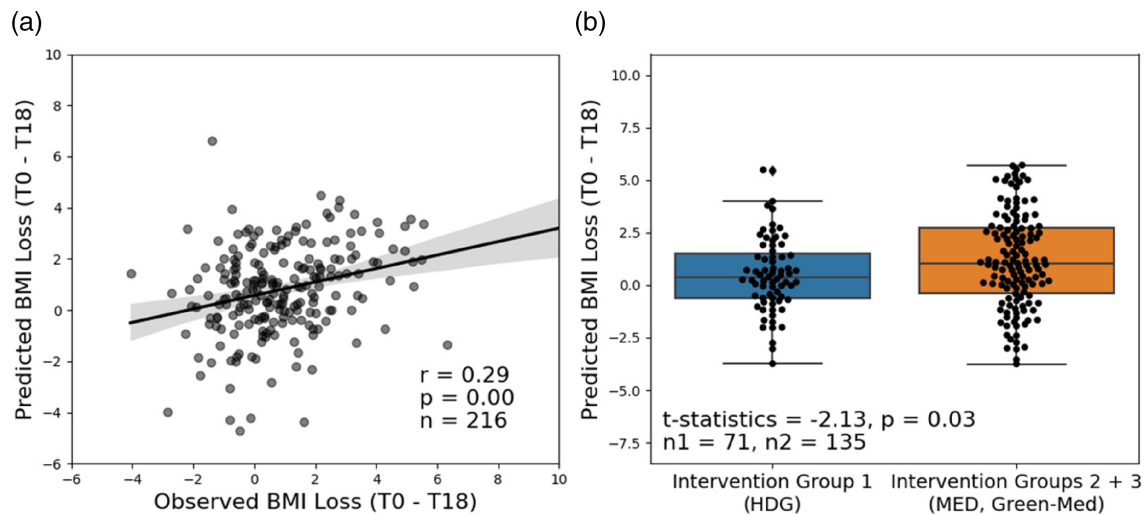 (a)
(b)
Predicted BMI Loss (T0 - T18)
10
8
6
4
2
0
−2
−4
−6
−6
−4
−2
0
2
4
6
8
10
Observed BMI Loss (T0 - T18)
r = 0.29
p = 0.00
n = 216
Predicted BMI Loss (T0 - T18)
10.0
7.5
5.0
2.5
0.0
−2.5
−5.0
−7.5
t-statistics = -2.13, p = 0.03
n1 = 71, n2 = 135
Intervention Group 1
(HDG)
Intervention Groups 2 + 3
(MED, Green-Med)